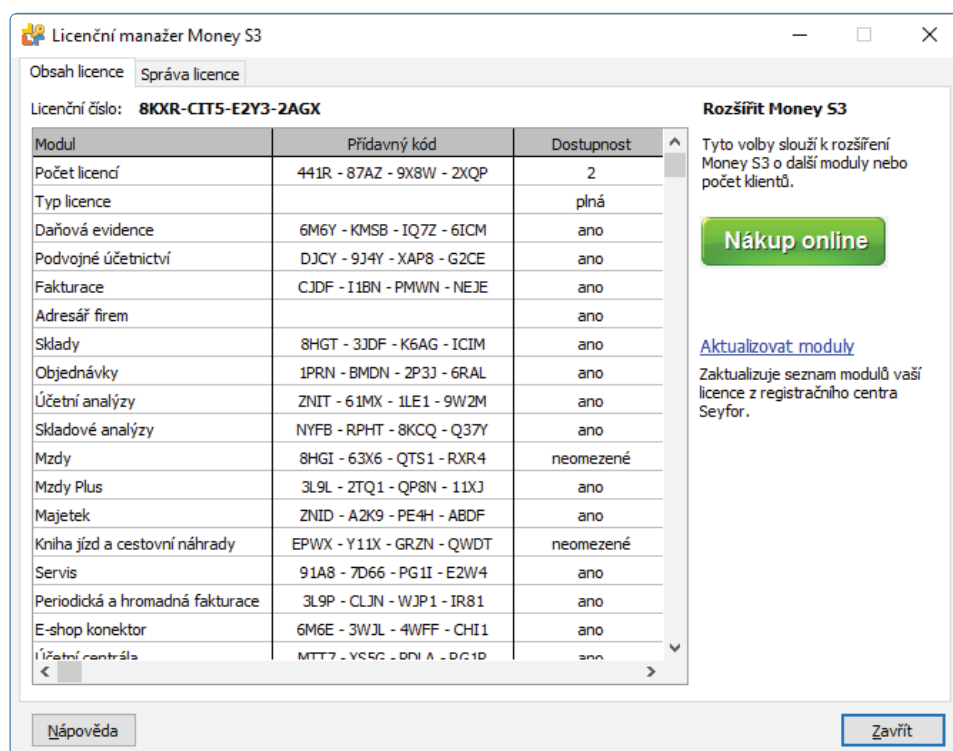 Licenční manažer Money S3
Obsah licence Správa licence
Licenční číslo: 8KXR-CIT5-E2Y3-2AGX
Modul Přídavný kód Dostupnost
Počet licencí 441R - 87AZ - 9X8W - 2XQP 2
Typ licence plná
Daňová evidence 6M6Y - KMSB - IQ7Z - 6ICM ano
Podvojné účetnictví DJCY - 9J4Y - XAP8 - G2CE ano
Fakturace CJDF - I1BN - PMWN - NEJE ano
Adresář firem ano
Sklady 8HGT - 3JDF - K6AG - ICIM ano
Objednávky 1PRN - BMDN - 2P3J - 6RAL ano
Účetní analýzy ZNIT - 61MX - 1LE1 - 9W2M ano
Skladové analýzy NYFB - RPHT - 8KCQ - Q37Y ano
Mzdy 8HGI - 63X6 - QTS1 - RXR4 neomezené
Mzdy Plus 3L9L - 2TQ1 - QP8N - 11XJ ano
Majetek ZNID - A2K9 - PE4H - ABDF ano
Kniha jízd a cestovní náhrady EPWX - Y11X - GRZN - QWDT neomezené
Servis 91A8 - 7D66 - PG1I - E2W4 ano
Periodická a hromadná fakturace 3L9P - CLJN - WJP1 - IR81 ano
E-shop konektor 6M6E - 3WJL - 4WFF - CHI1 ano
Účetní centrála ano
Rozšířit Money S3
Tyto volby slouží k rozšíření
Money S3 o další moduly nebo
počet klientů.
Nákup online
Aktualizovat moduly
Zaktualizuje seznam modulů vaší
licence z registračního centra
Seyfor.
Nápověda Zavřít